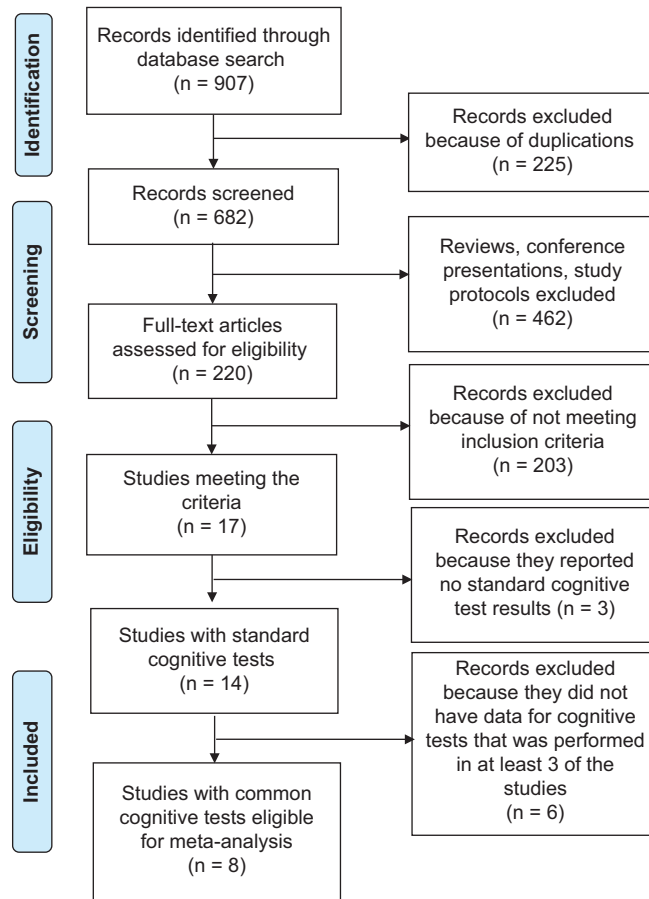 Identification
Records identified through
database search
(n = 907)
Records excluded
because of duplications
(n = 225)
Records screened
(n = 682)
Screening
Reviews, conference
presentations, study
protocols excluded
(n = 462)
Full-text articles
assessed for eligibility
(n = 220)
Records excluded
because of not meeting
inclusion criteria
(n = 203)
Eligibility
Studies meeting the
criteria
(n = 17)
Records excluded
because they reported
no standard cognitive
test results (n = 3)
Studies with standard
cognitive tests
(n = 14)
Included
Records excluded
because they did not
have data for cognitive
tests that was performed
in at least 3 of the
studies
(n = 6)
Studies with common
cognitive tests eligible
for meta-analysis
(n = 8)